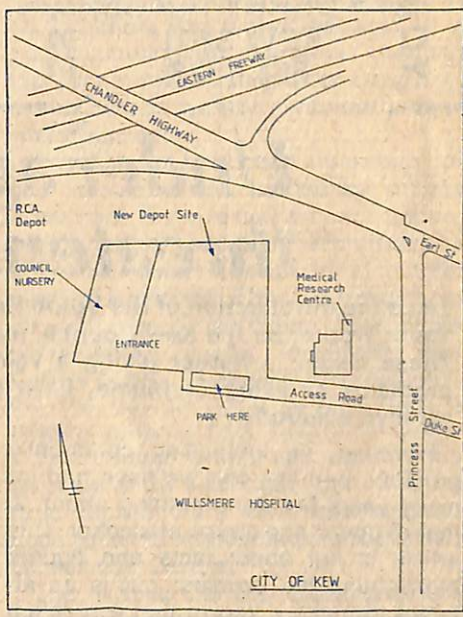 EASTERN FREEWAY
CHANDLER HIGHWAY
R.C.A.
Depot
New Depot Site
Earl St
COUNCIL
NURSERY
Medical
Research
Centre
ENTRANCE
Access Road
PARK HERE
Princess Street
Duke St
WILLSMERE HOSPITAL
CITY OF KEW